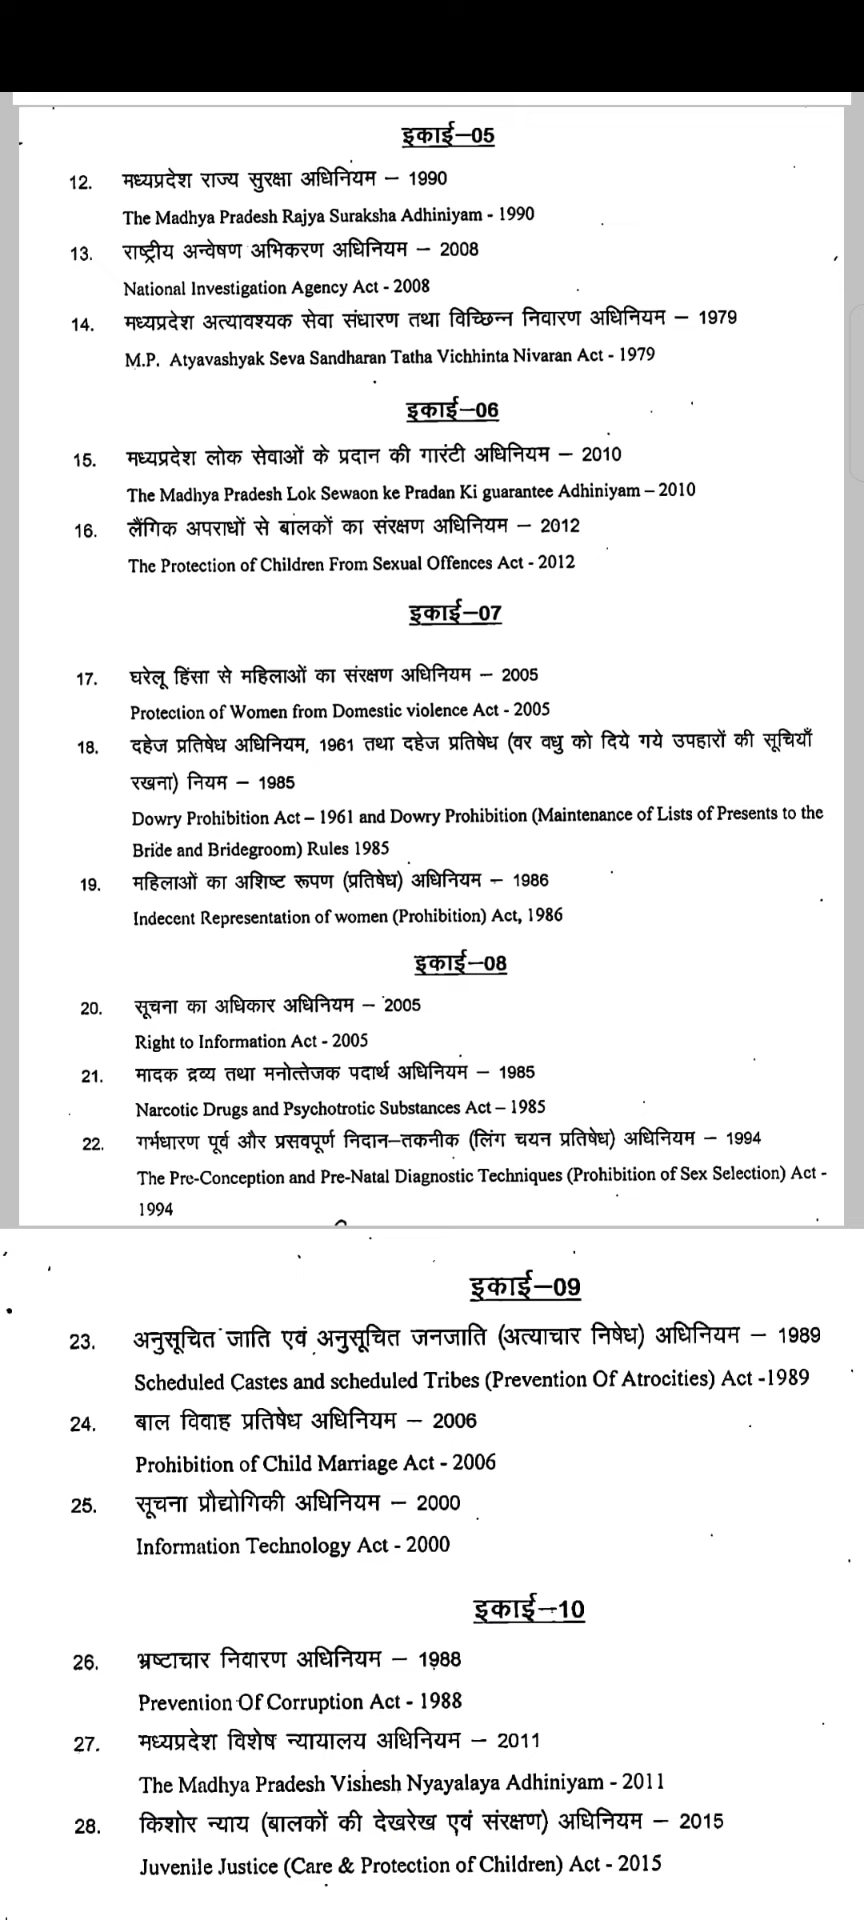 इकाई–05
12. मध्यप्रदेश राज्य सुरक्षा अधिनियम – 1990
The Madhya Pradesh Rajya Suraksha Adhiniyam - 1990
13. राष्ट्रीय अन्वेषण अभिकरण अधिनियम – 2008
National Investigation Agency Act - 2008
14. मध्यप्रदेश अत्यावश्यक सेवा संधारण तथा विच्छिन्न निवारण अधिनियम – 1979
M.P. Atyavashyak Seva Sandharan Tatha Vichhinta Nivaran Act - 1979
इकाई–06
15. मध्यप्रदेश लोक सेवाओं के प्रदान की गारंटी अधिनियम – 2010
The Madhya Pradesh Lok Sewaon ke Pradan Ki guarantee Adhiniyam – 2010
16. लैंगिक अपराधों से बालकों का संरक्षण अधिनियम – 2012
The Protection of Children From Sexual Offences Act - 2012
इकाई–07
17. घरेलू हिंसा से महिलाओं का संरक्षण अधिनियम – 2005
Protection of Women from Domestic violence Act - 2005
18. दहेज प्रतिषेध अधिनियम, 1961 तथा दहेज प्रतिषेध (वर वधु को दिये गये उपहारों की सूचियाँ
रखना) नियम – 1985
Dowry Prohibition Act – 1961 and Dowry Prohibition (Maintenance of Lists of Presents to the
Bride and Bridegroom) Rules 1985
19. महिलाओं का अशिष्ट रूपण (प्रतिषेध) अधिनियम – 1986
Indecent Representation of women (Prohibition) Act, 1986
इकाई–08
20. सूचना का अधिकार अधिनियम – 2005
Right to Information Act - 2005
21. मादक द्रव्य तथा मनोत्तेजक पदार्थ अधिनियम – 1985
Narcotic Drugs and Psychotrotic Substances Act – 1985
22. गर्भधारण पूर्व और प्रसवपूर्ण निदान–तकनीक (लिंग चयन प्रतिषेध) अधिनियम – 1994
The Pre-Conception and Pre-Natal Diagnostic Techniques (Prohibition of Sex Selection) Act -
1994
इकाई–09
23. अनुसूचित जाति एवं अनुसूचित जनजाति (अत्याचार निषेध) अधिनियम – 1989
Scheduled Castes and scheduled Tribes (Prevention Of Atrocities) Act -1989
24. बाल विवाह प्रतिषेध अधिनियम – 2006
Prohibition of Child Marriage Act - 2006
25. सूचना प्रौद्योगिकी अधिनियम – 2000
Information Technology Act - 2000
इकाई–10
26. भ्रष्टाचार निवारण अधिनियम – 1988
Prevention Of Corruption Act - 1988
27. मध्यप्रदेश विशेष न्यायालय अधिनियम – 2011
The Madhya Pradesh Vishesh Nyayalaya Adhiniyam - 2011
28. किशोर न्याय (बालकों की देखरेख एवं संरक्षण) अधिनियम – 2015
Juvenile Justice (Care & Protection of Children) Act - 2015